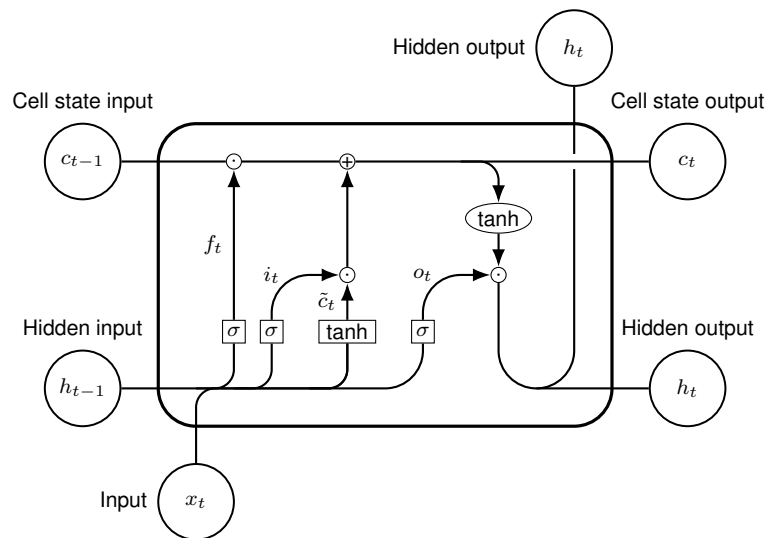 Hidden output
h_t
Cell state input
Cell state output
c_{t-1}
·
+
c_t
tanh
f_t
i_t
·
o_t
·
c̃_t
Hidden input
σ
σ
tanh
σ
Hidden output
h_{t-1}
h_t
Input
x_t